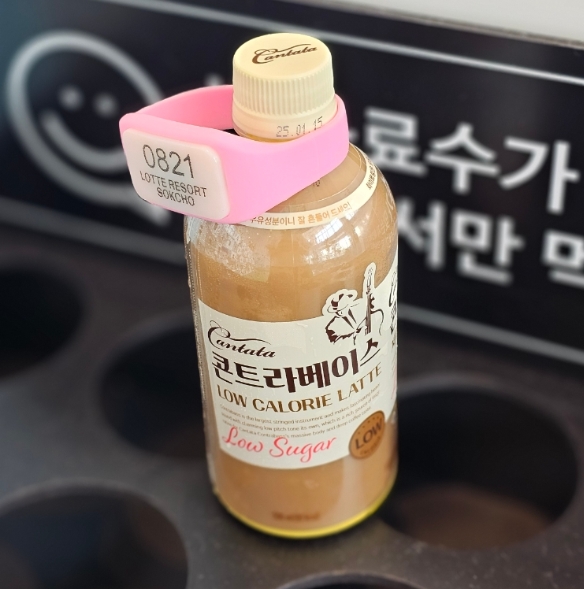 Cantata
25.01.15
0821
LOTTE RESORT
SOKCHO
유성분이니 잘 흔들어 드세요
료수가
서만 먹
Cantata
콘트라베이스
LOW CALORIE LATTE
Low Sugar
LOW